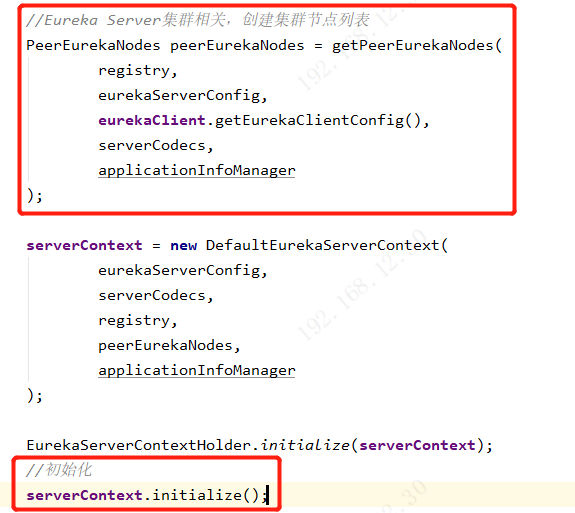 //Eureka Server集群相关，创建集群节点列表
PeerEurekaNodes peerEurekaNodes = getPeerEurekaNodes(
registry,
eurekaServerConfig,
eurekaClient.getEurekaClientConfig(),
serverCodecs,
applicationInfoManager
);
serverContext = new DefaultEurekaServerContext(
eurekaServerConfig,
serverCodecs,
registry,
peerEurekaNodes,
applicationInfoManager
);
EurekaServerContextHolder.initialize(serverContext);
//初始化
serverContext.initialize();